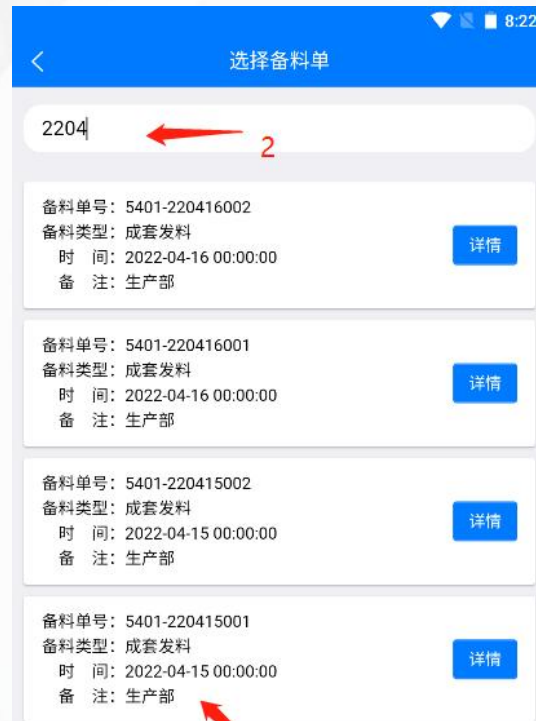 8:22
选择备料单
2204
2
备料单号：5401-220416002
备料类型：成套发料
时 间：2022-04-16 00:00:00
备 注：生产部
详情
备料单号：5401-220416001
备料类型：成套发料
时 间：2022-04-16 00:00:00
备 注：生产部
详情
备料单号：5401-220415002
备料类型：成套发料
时 间：2022-04-15 00:00:00
备 注：生产部
详情
备料单号：5401-220415001
备料类型：成套发料
时 间：2022-04-15 00:00:00
备 注：生产部
详情